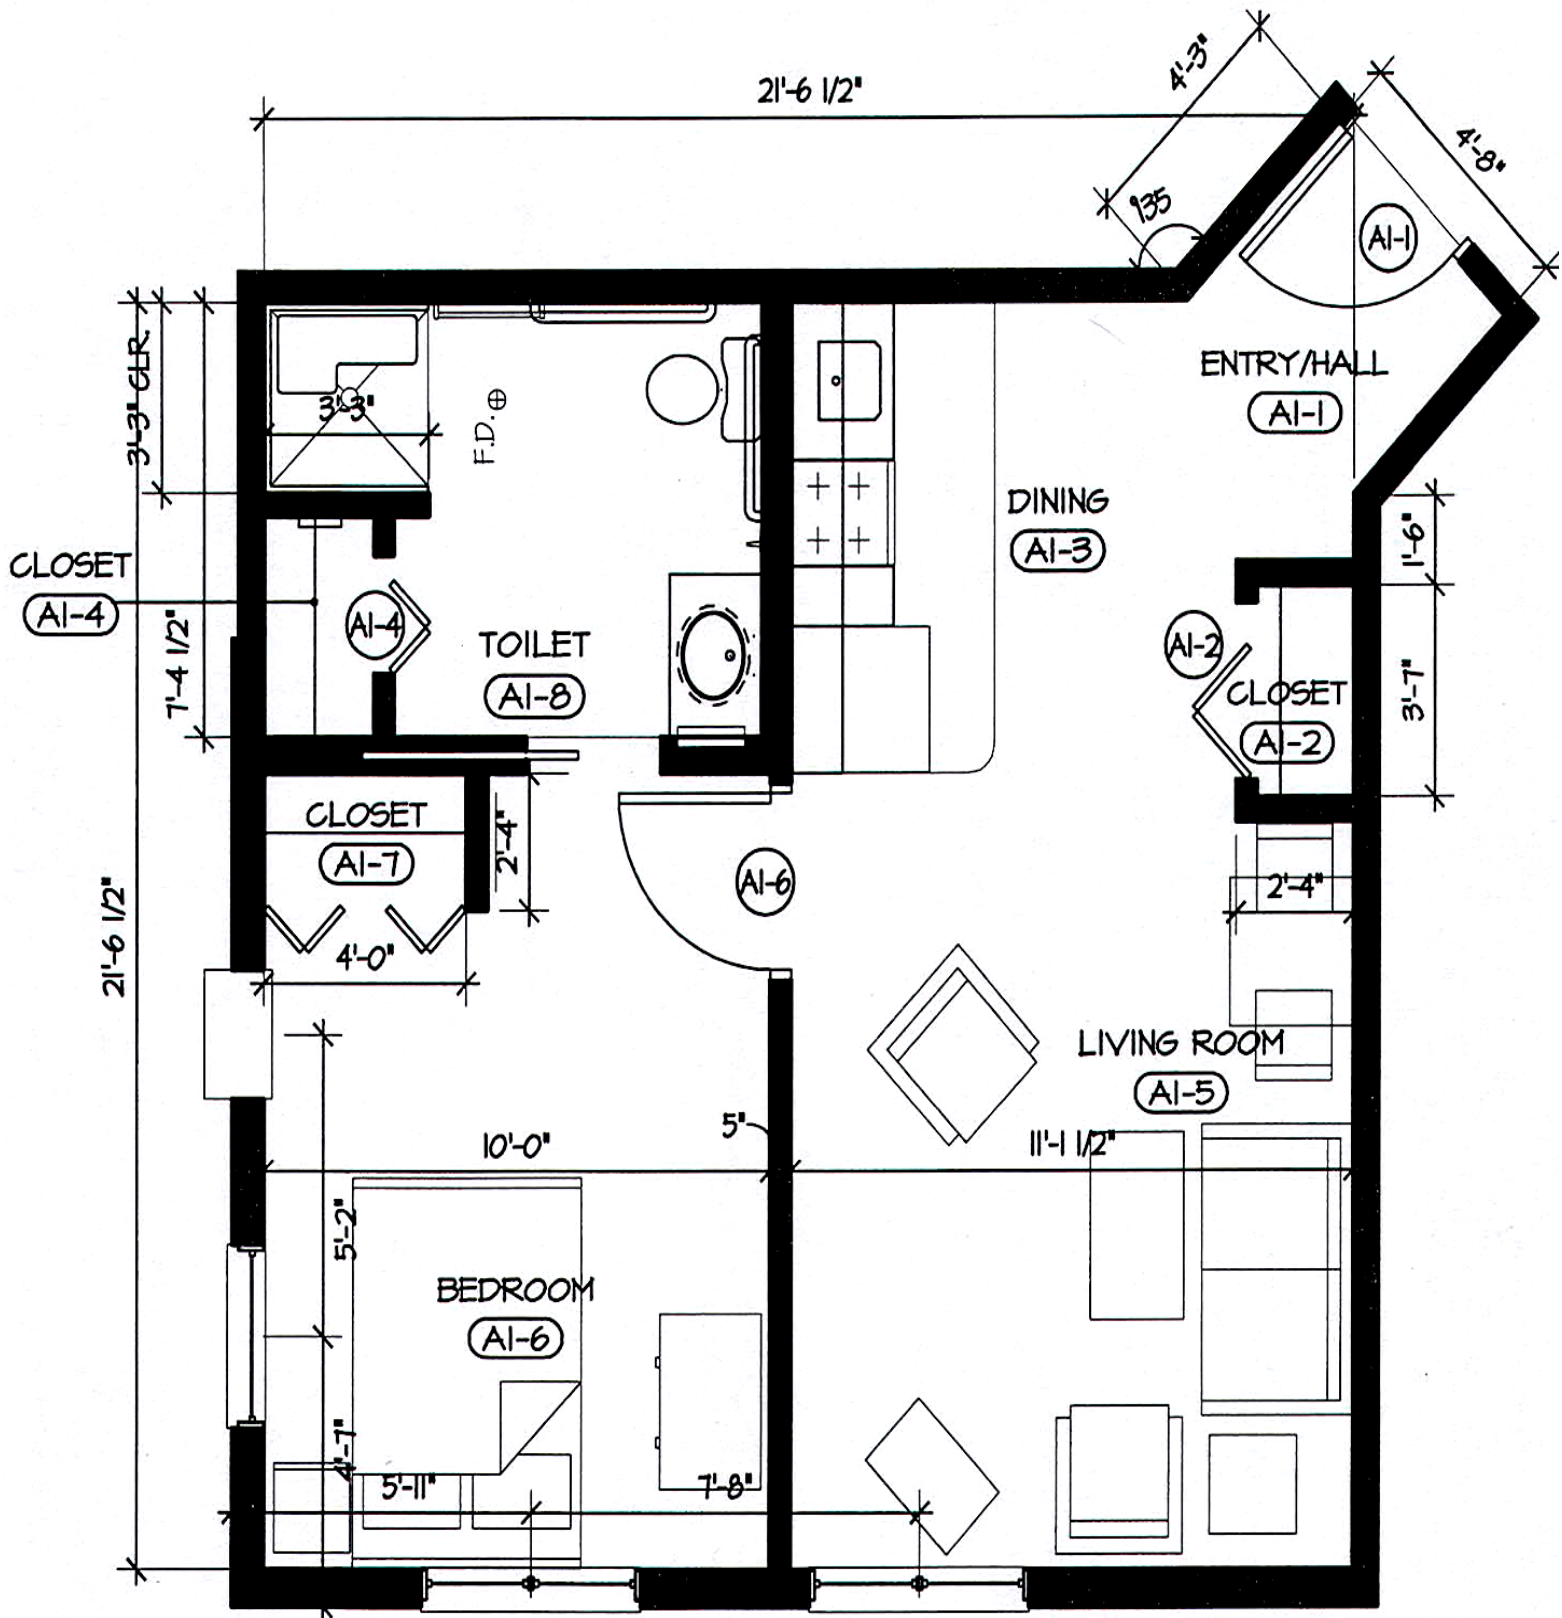 4'-3"
21'-6 1/2"
4'-8"
135
A1-1
ENTRY/HALL
A1-1
3'-3" CLR.
3'-3"
F.D.
DINING
A1-3
1'-6"
CLOSET
A1-4
A1-4
7'-4 1/2"
TOILET
A1-8
A1-2
CLOSET
A1-2
3'-7"
CLOSET
A1-7
2'-4"
A1-6
2'-4"
21'-6 1/2"
4'-0"
LIVING ROOM
A1-5
5"
10'-0"
11'-1 1/2"
5'-2"
BEDROOM
A1-6
4'-7"
5'-11"
7'-8"